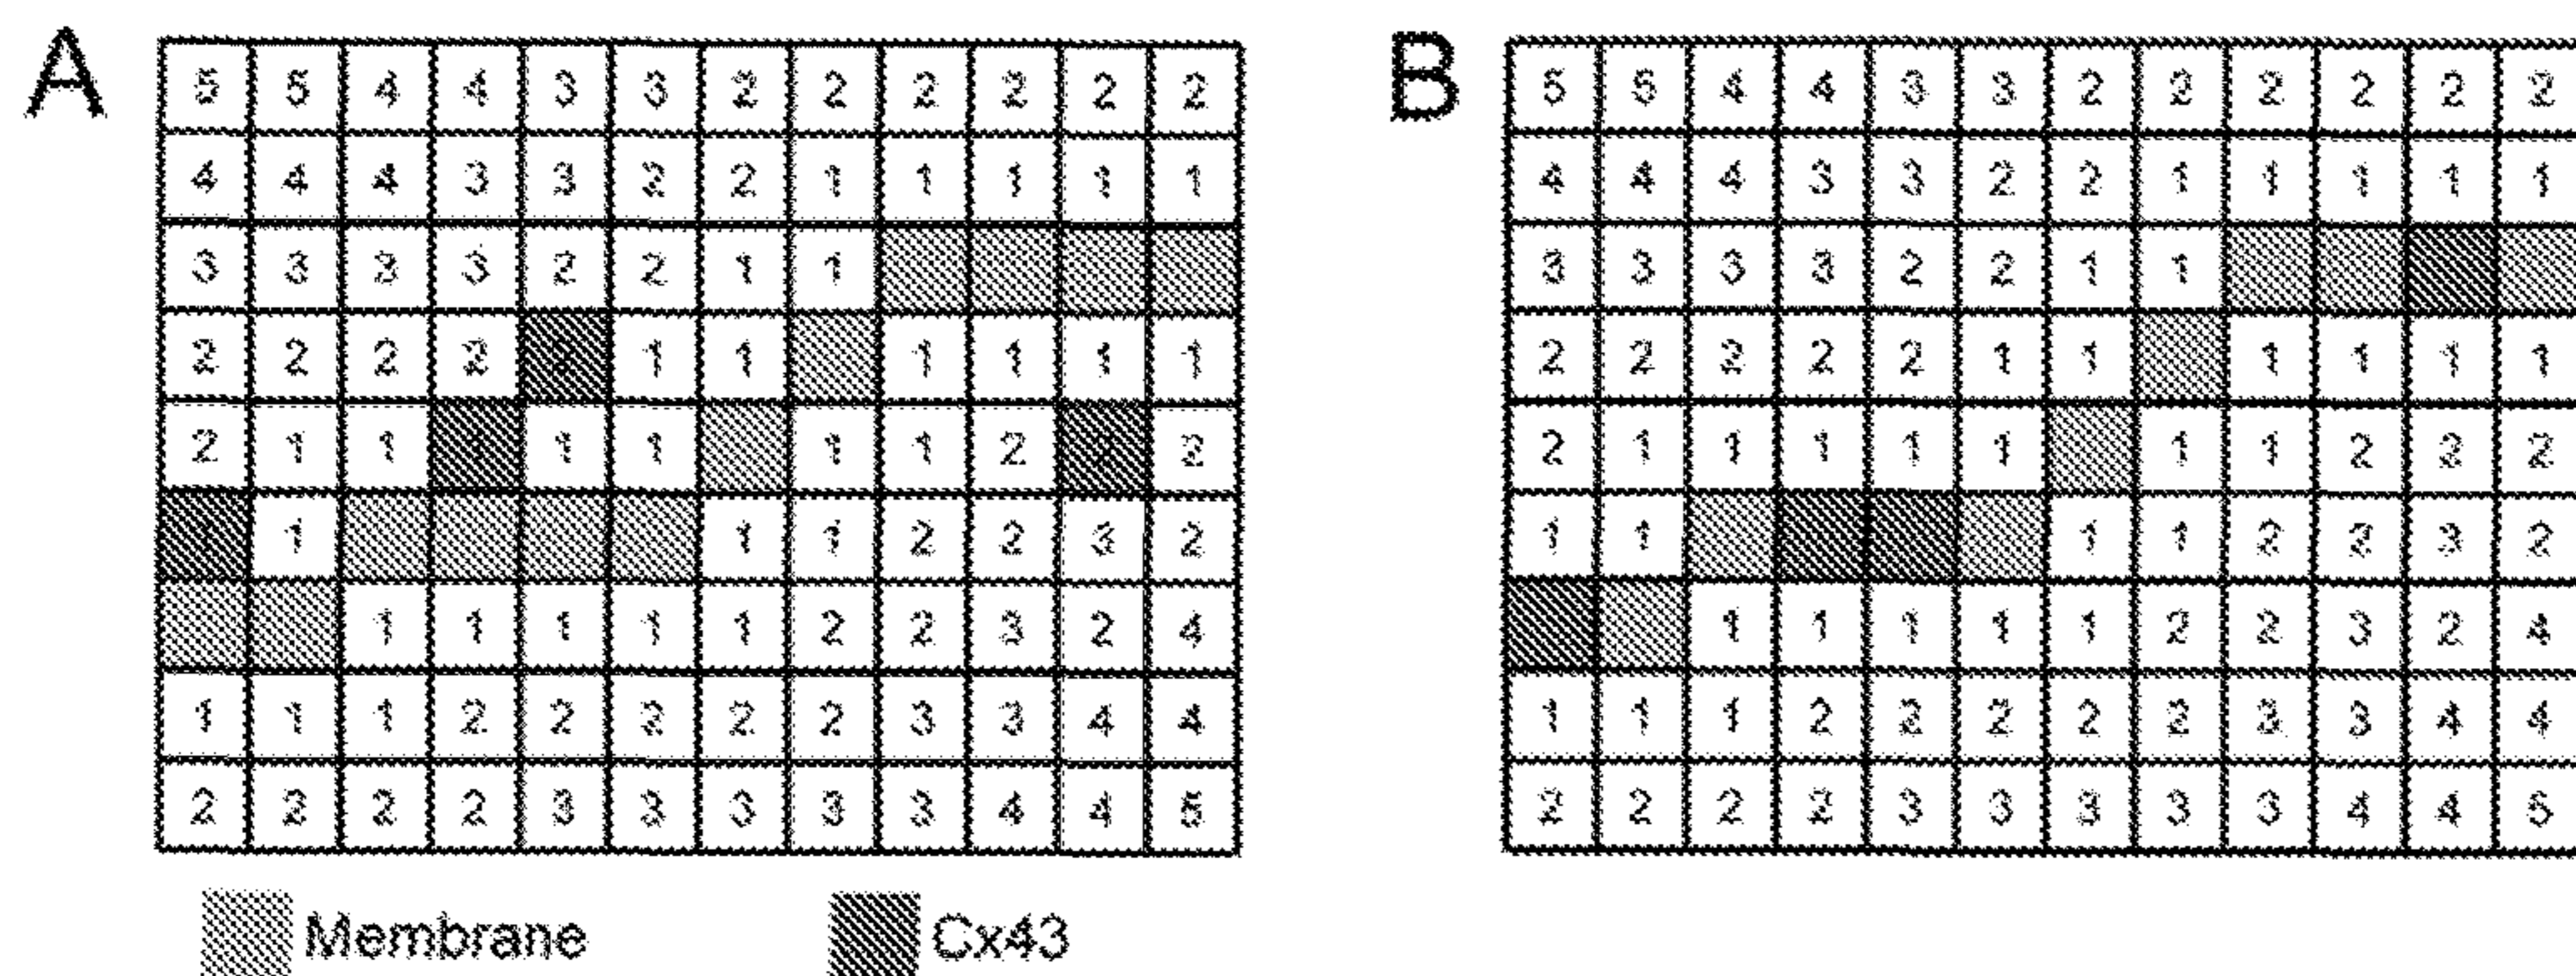 A B
5 5 4 4 3 3 2 2 2 2 2 2 5 5 4 4 3 3 2 2 2 2 2 2
4 4 4 3 3 2 2 1 1 1 1 1 4 4 4 3 3 2 2 1 1 1 1 1
3 3 3 3 2 2 1 1 3 3 3 3 2 2 1 1
2 2 2 2 1 1 1 1 1 1 2 2 2 2 2 1 1 1 1 1 1
2 1 1 1 1 1 1 2 2 2 1 1 1 1 1 1 1 2 2 2
1 1 1 2 2 3 2 1 1 1 1 2 2 3 2
1 1 1 1 1 2 2 3 2 4 1 1 1 1 1 2 2 3 2 4
1 1 1 2 2 2 2 2 3 3 4 4 1 1 1 2 2 2 2 2 3 3 4 4
2 2 2 2 3 3 3 3 3 4 4 5 2 2 2 2 3 3 3 3 3 4 4 5
Membrane Cx43